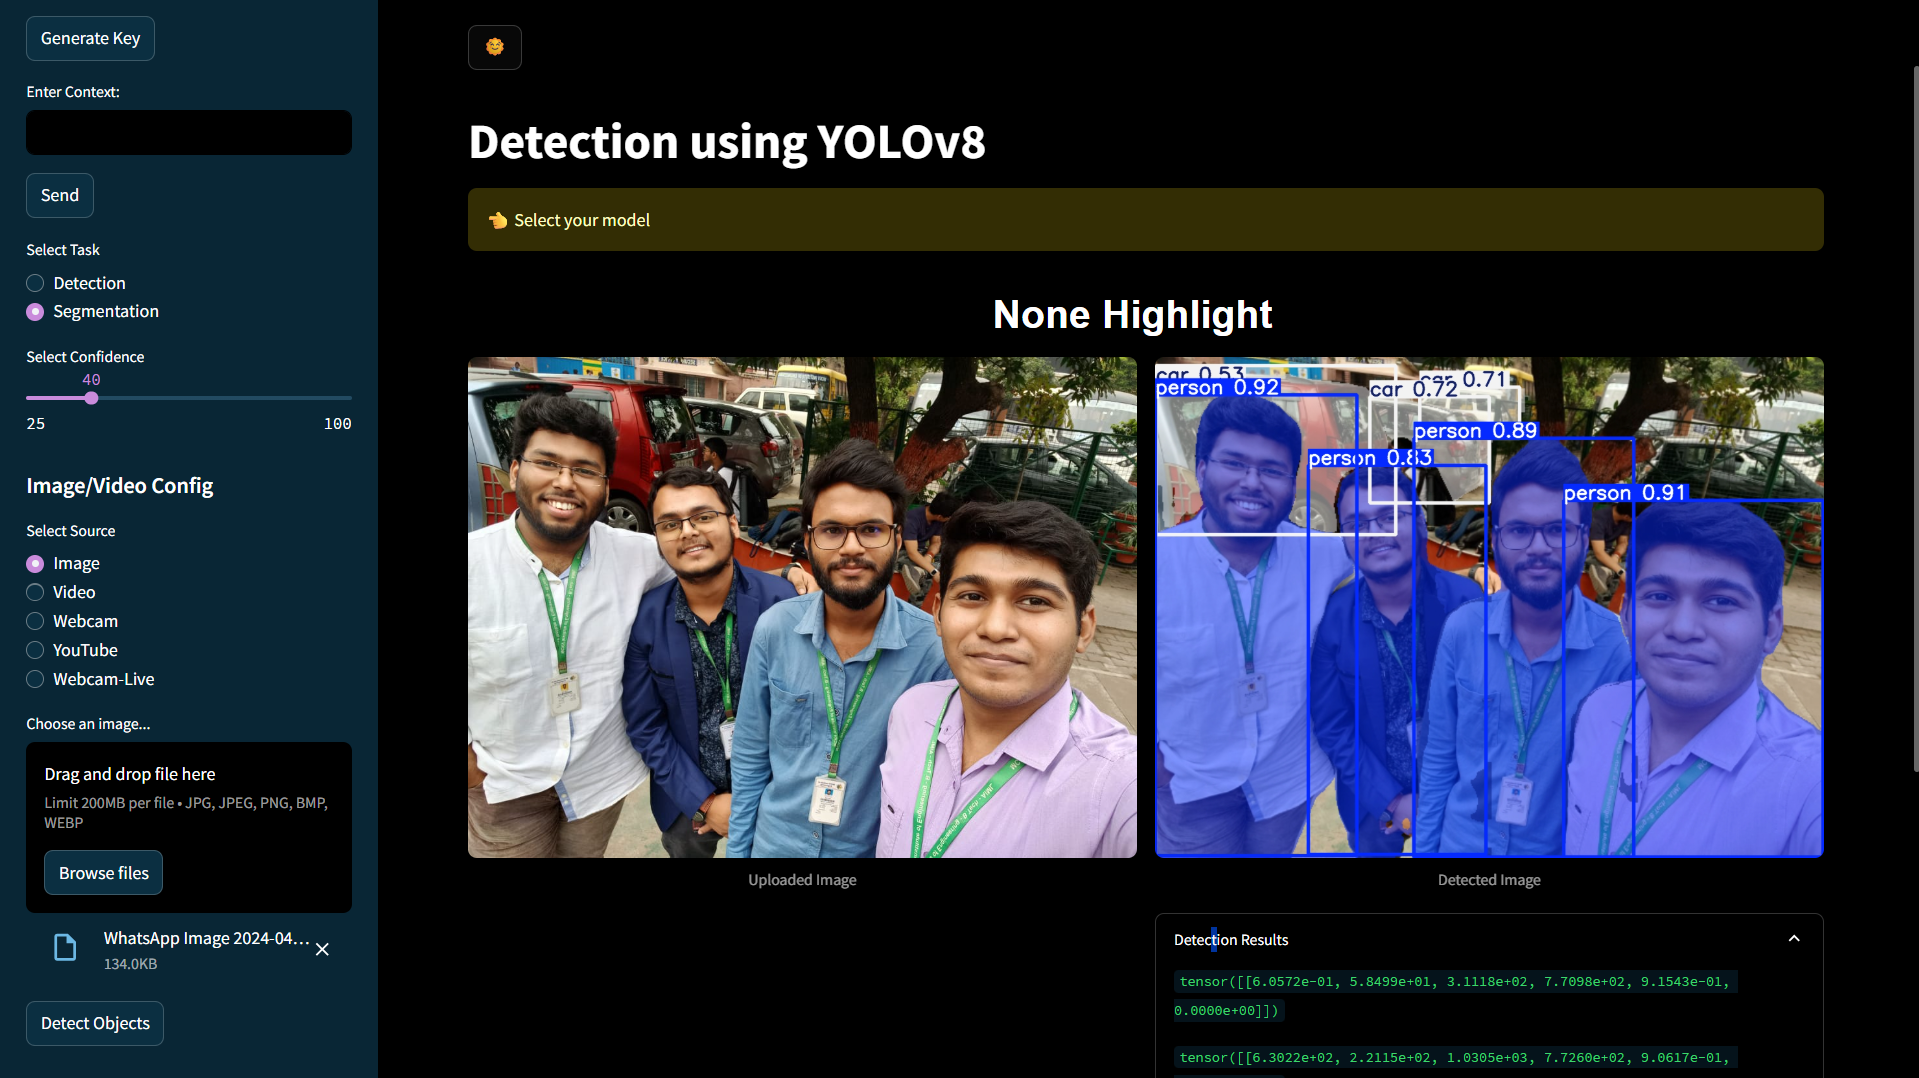 Generate Key
Enter Context:
Send
Select Task
Detection
Segmentation
Select Confidence
40
25 100
Image/Video Config
Select Source
Image
Video
Webcam
YouTube
Webcam-Live
Choose an image...
Drag and drop file here
Limit 200MB per file • JPG, JPEG, PNG, BMP,
WEBP
Browse files
WhatsApp Image 2024-04...
134.0KB
Detect Objects
Detection using YOLOv8
Select your model
None Highlight
car 0.53
person 0.92
car 0.72
0.71
person 0.89
person 0.83
person 0.91
Uploaded Image
Detected Image
Detection Results
tensor([[6.0572e-01, 5.8499e+01, 3.1118e+02, 7.7098e+02, 9.1543e-01,
0.0000e+00]])
tensor([[6.3022e+02, 2.2115e+02, 1.0305e+03, 7.7260e+02, 9.0617e-01,